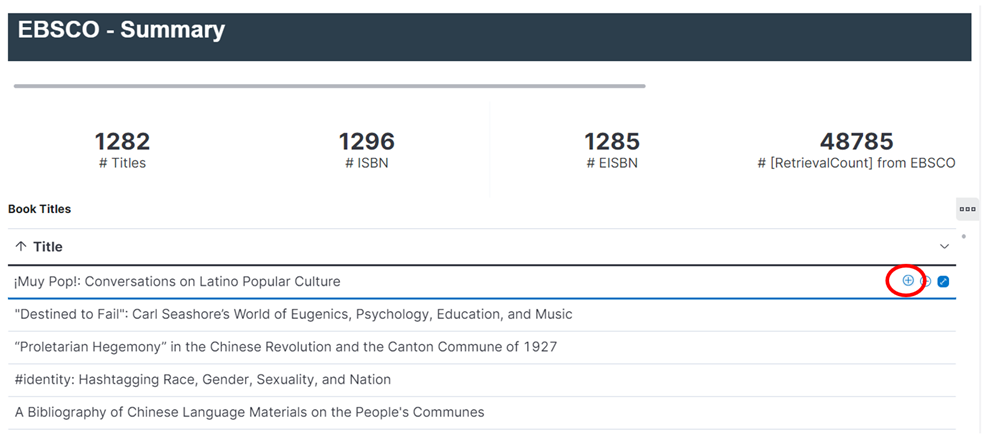 EBSCO - Summary
1282
# Titles
1296
# ISBN
1285
# EISBN
48785
# [RetrievalCount] from EBSCO
Book Titles
Title
¡Muy Pop!: Conversations on Latino Popular Culture
"Destined to Fail": Carl Seashore’s World of Eugenics, Psychology, Education, and Music
“Proletarian Hegemony” in the Chinese Revolution and the Canton Commune of 1927
#identity: Hashtagging Race, Gender, Sexuality, and Nation
A Bibliography of Chinese Language Materials on the People's Communes